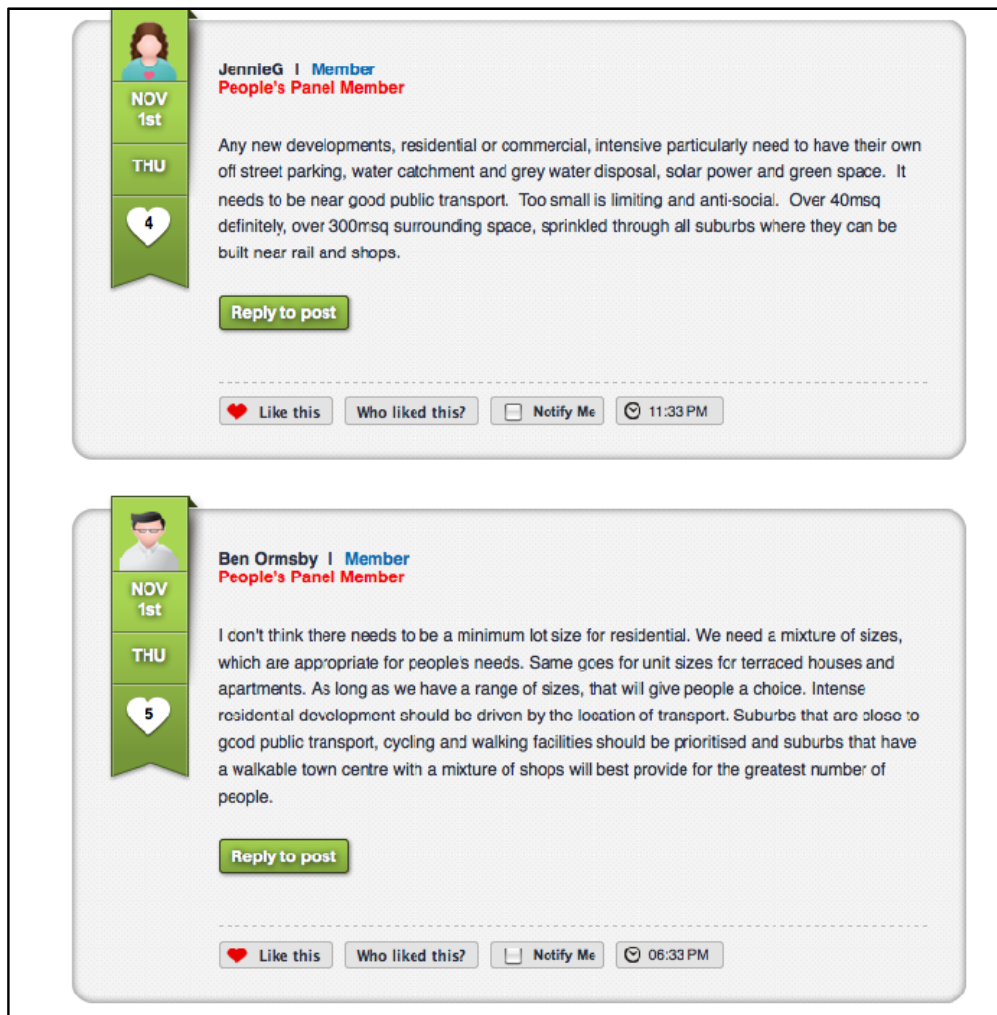 JennieG | Member
People's Panel Member
NOV
1st
THU
4
Any new developments, residential or commercial, intensive particularly need to have their own
off street parking, water catchment and grey water disposal, solar power and green space.  It
needs to be near good public transport.  Too small is limiting and anti-social.  Over 40msq
definitely, over 300msq surrounding space, sprinkled through all suburbs where they can be
built near rail and shops.
Reply to post
Like this
Who liked this?
Notify Me
11:33 PM
Ben Ormsby | Member
People's Panel Member
NOV
1st
THU
5
I don't think there needs to be a minimum lot size for residential. We need a mixture of sizes,
which are appropriate for people's needs. Same goes for unit sizes for terraced houses and
apartments. As long as we have a range of sizes, that will give people a choice. Intense
residential development should be driven by the location of transport. Suburbs that are close to
good public transport, cycling and walking facilities should be prioritised and suburbs that have
a walkable town centre with a mixture of shops will best provide for the greatest number of
people.
Reply to post
Like this
Who liked this?
Notify Me
06:33 PM